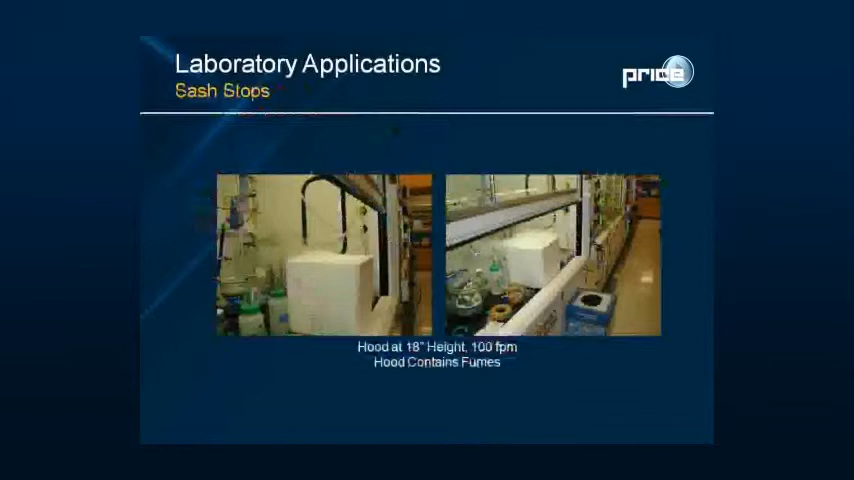 Laboratory Applications
Sash Stops
price
Hood at 18" Height, 100 fpm
Hood Contains Fumes